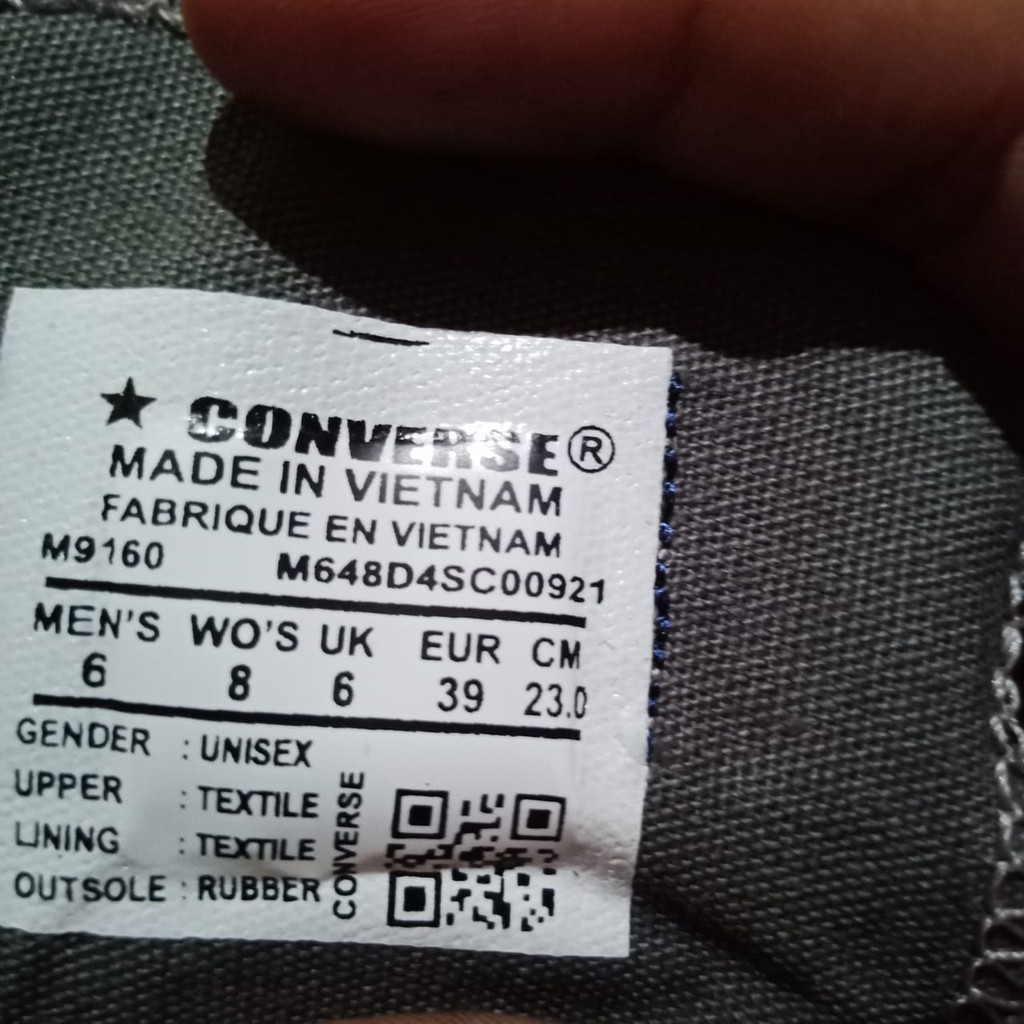 ★ CONVERSE®
MADE IN VIETNAM
FABRIQUE EN VIETNAM
M9160 M648D4SC00921
MEN'S WO'S UK EUR CM
6 8 6 39 23.0
GENDER : UNISEX
UPPER : TEXTILE
LINING : TEXTILE
OUTSOLE : RUBBER
CONVERSE